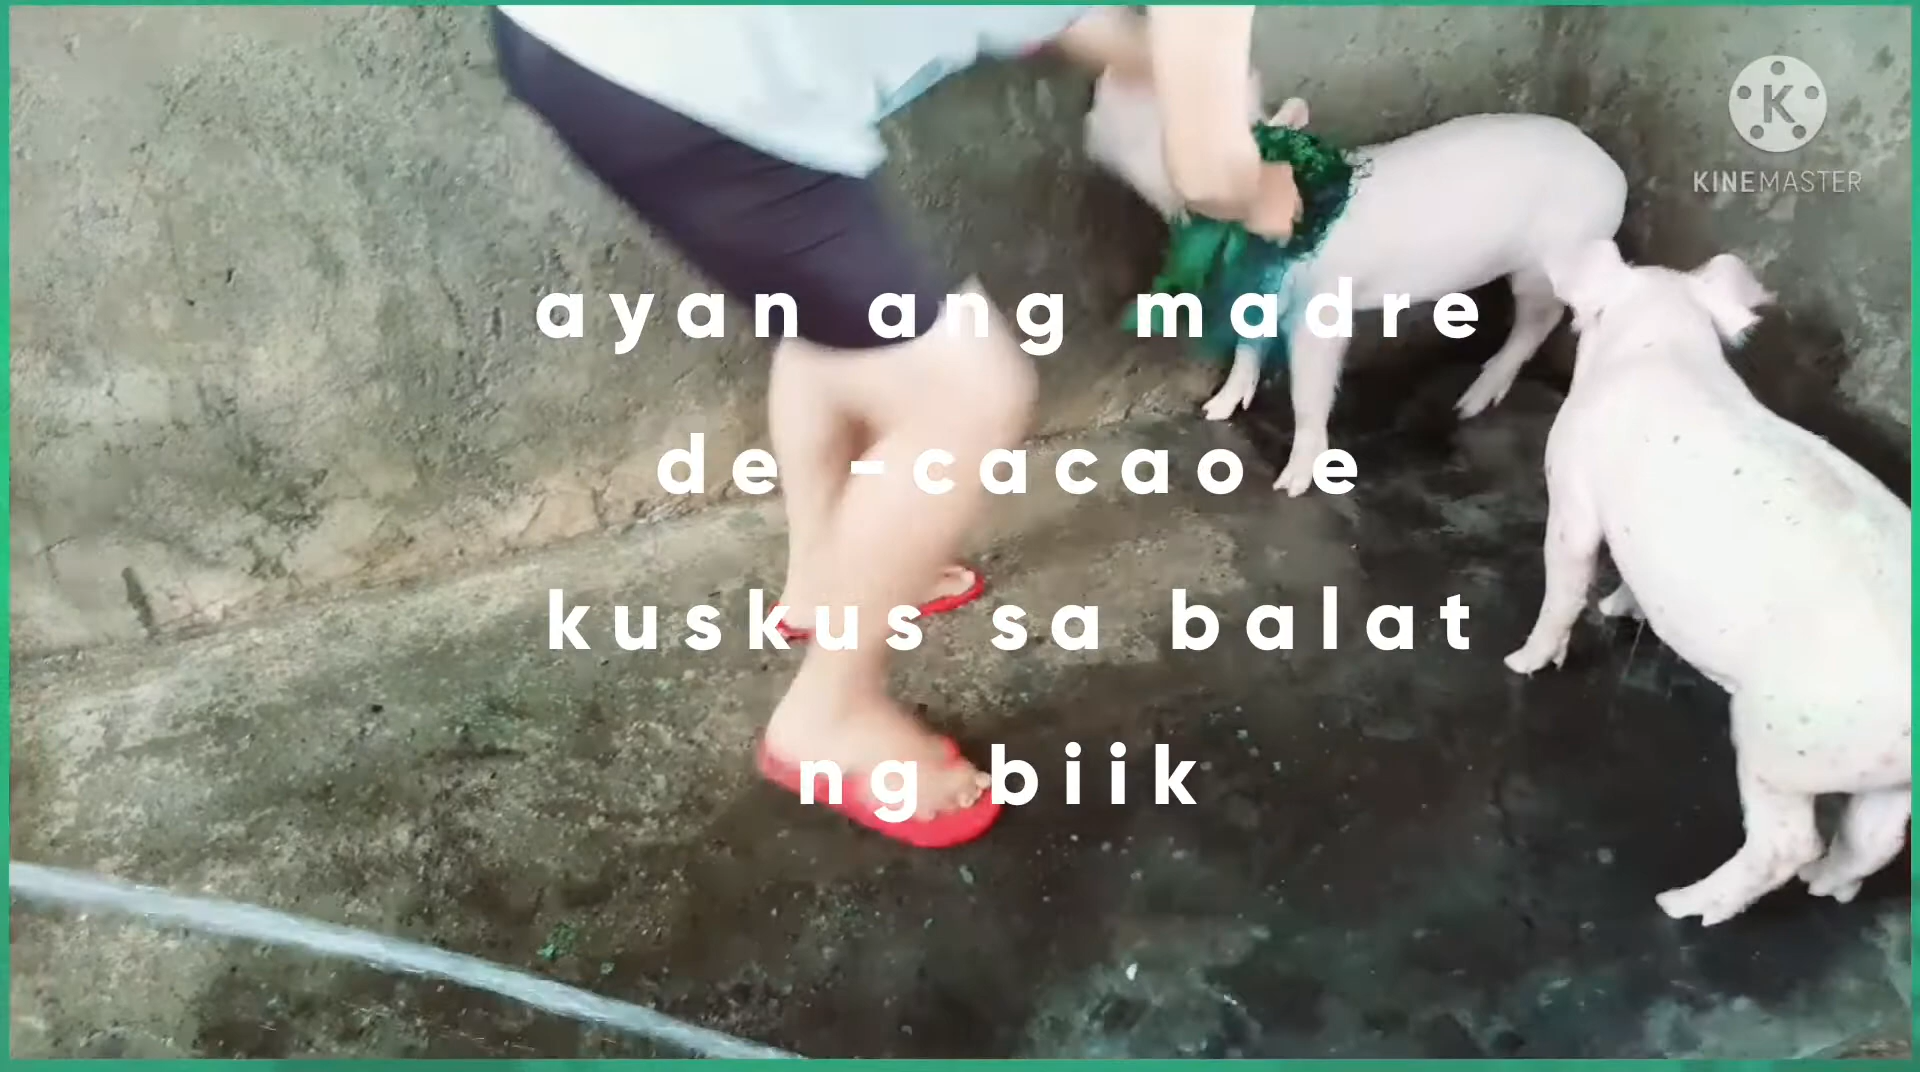 KINEMASTER
ayan ang madre
de -cacao e
kuskus sa balat
ng biik